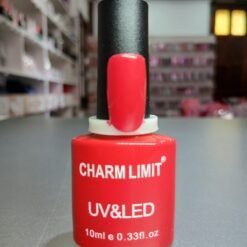 CHARM LIMIT®
UV&LED
10ml e 0.33fl.oz